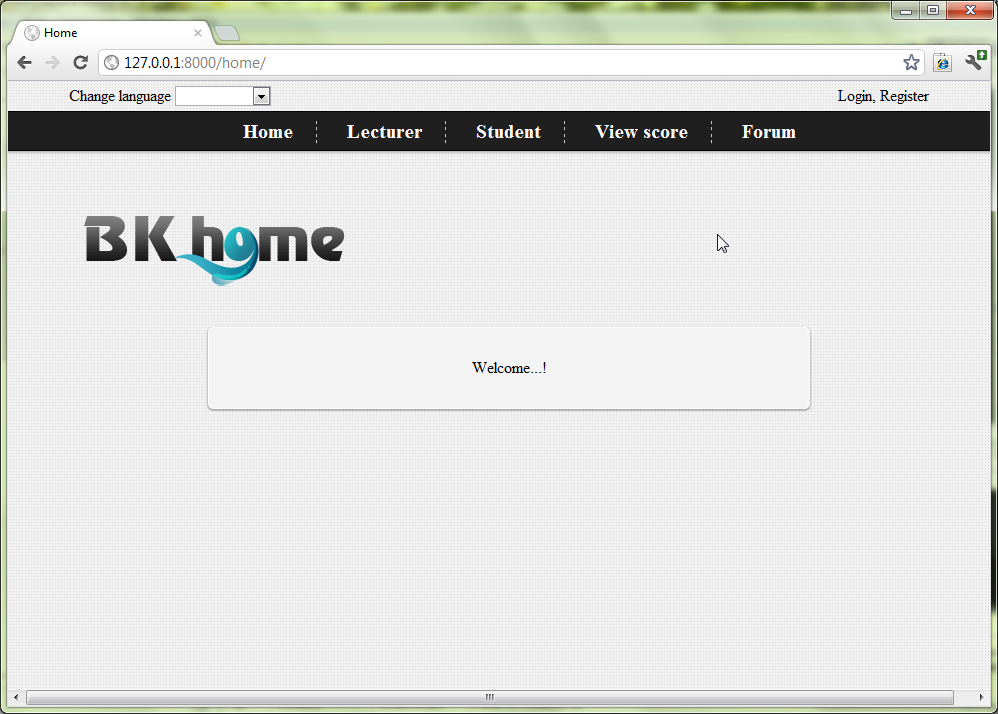 Home
127.0.0.1:8000/home/
Change language
Login, Register
Home Lecturer Student View score Forum
BK home
Welcome...!